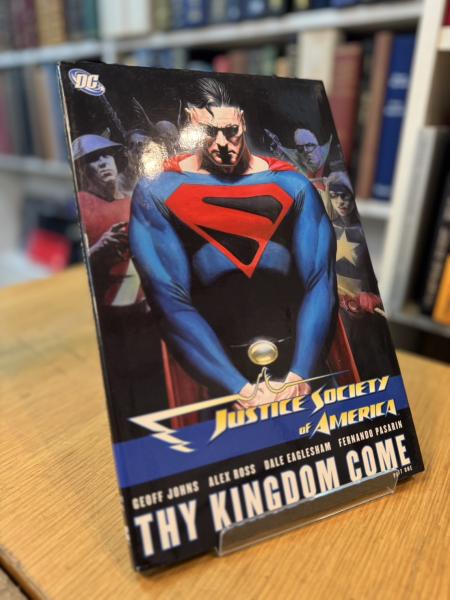 DC
S
JUSTICE SOCIETY
OF AMERICA
GEOFF JOHNS ALEX ROSS DALE EAGLESHAM FERNANDO PASARIN
THY KINGDOM COME
PART ONE